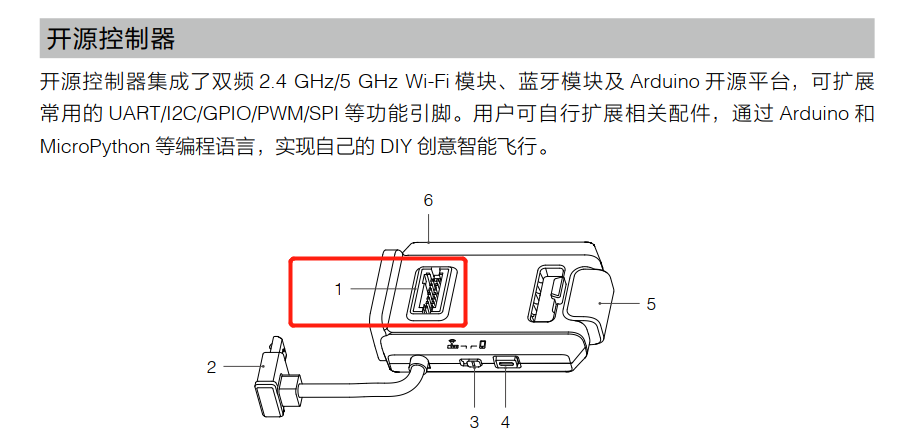 开源控制器
开源控制器集成了双频 2.4 GHz/5 GHz Wi-Fi 模块、蓝牙模块及 Arduino 开源平台，可扩展
常用的 UART/I2C/GPIO/PWM/SPI 等功能引脚。用户可自行扩展相关配件，通过 Arduino 和
MicroPython 等编程语言，实现自己的 DIY 创意智能飞行。
6
1
5
2
3
4